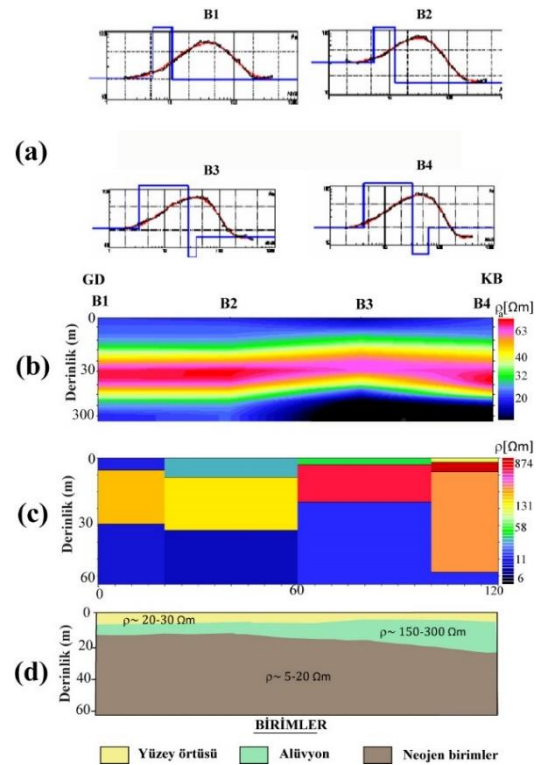 B1 B2
(a)
B3 B4
GD KB
B1 B2 B3 B4
(b)
Derinlik (m)
0
30
300
ρa[Ωm]
63
43
32
20
(c)
Derinlik (m)
0
30
60
0 60 120
ρ[Ωm]
874
131
58
11
6
(d)
Derinlik (m)
0
20
40
60
ρ~ 20-30 Ωm
ρ~ 150-300 Ωm
ρ~ 5-20 Ωm
BİRİMLER
Yüzey örtüsü Alüvyon Neojen birimler